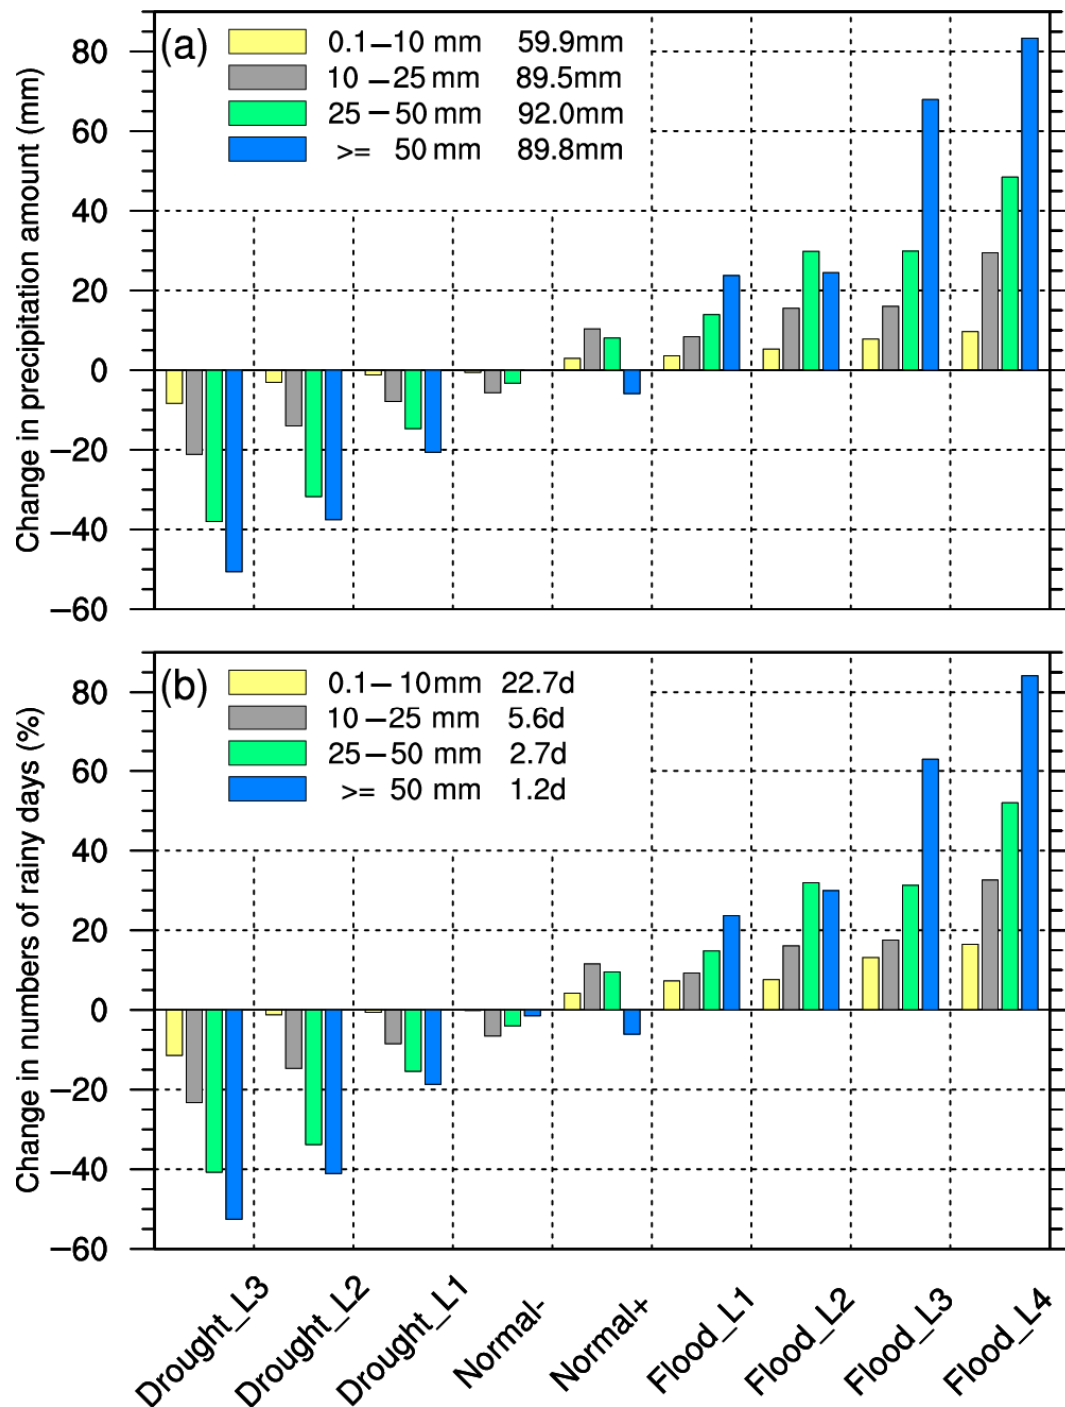 (a)
0.1−10 mm 59.9mm
10 −25 mm 89.5mm
25 −50 mm 92.0mm
>= 50 mm 89.8mm
Change in precipitation amount (mm)
80
60
40
20
0
−20
−40
−60
(b)
0.1−10mm 22.7d
10 −25 mm 5.6d
25−50 mm 2.7d
>= 50 mm 1.2d
Change in numbers of rainy days (%)
80
60
40
20
0
−20
−40
−60
Drought_L3
Drought_L2
Drought_L1
Normal-
Normal+
Flood_L1
Flood_L2
Flood_L3
Flood_L4